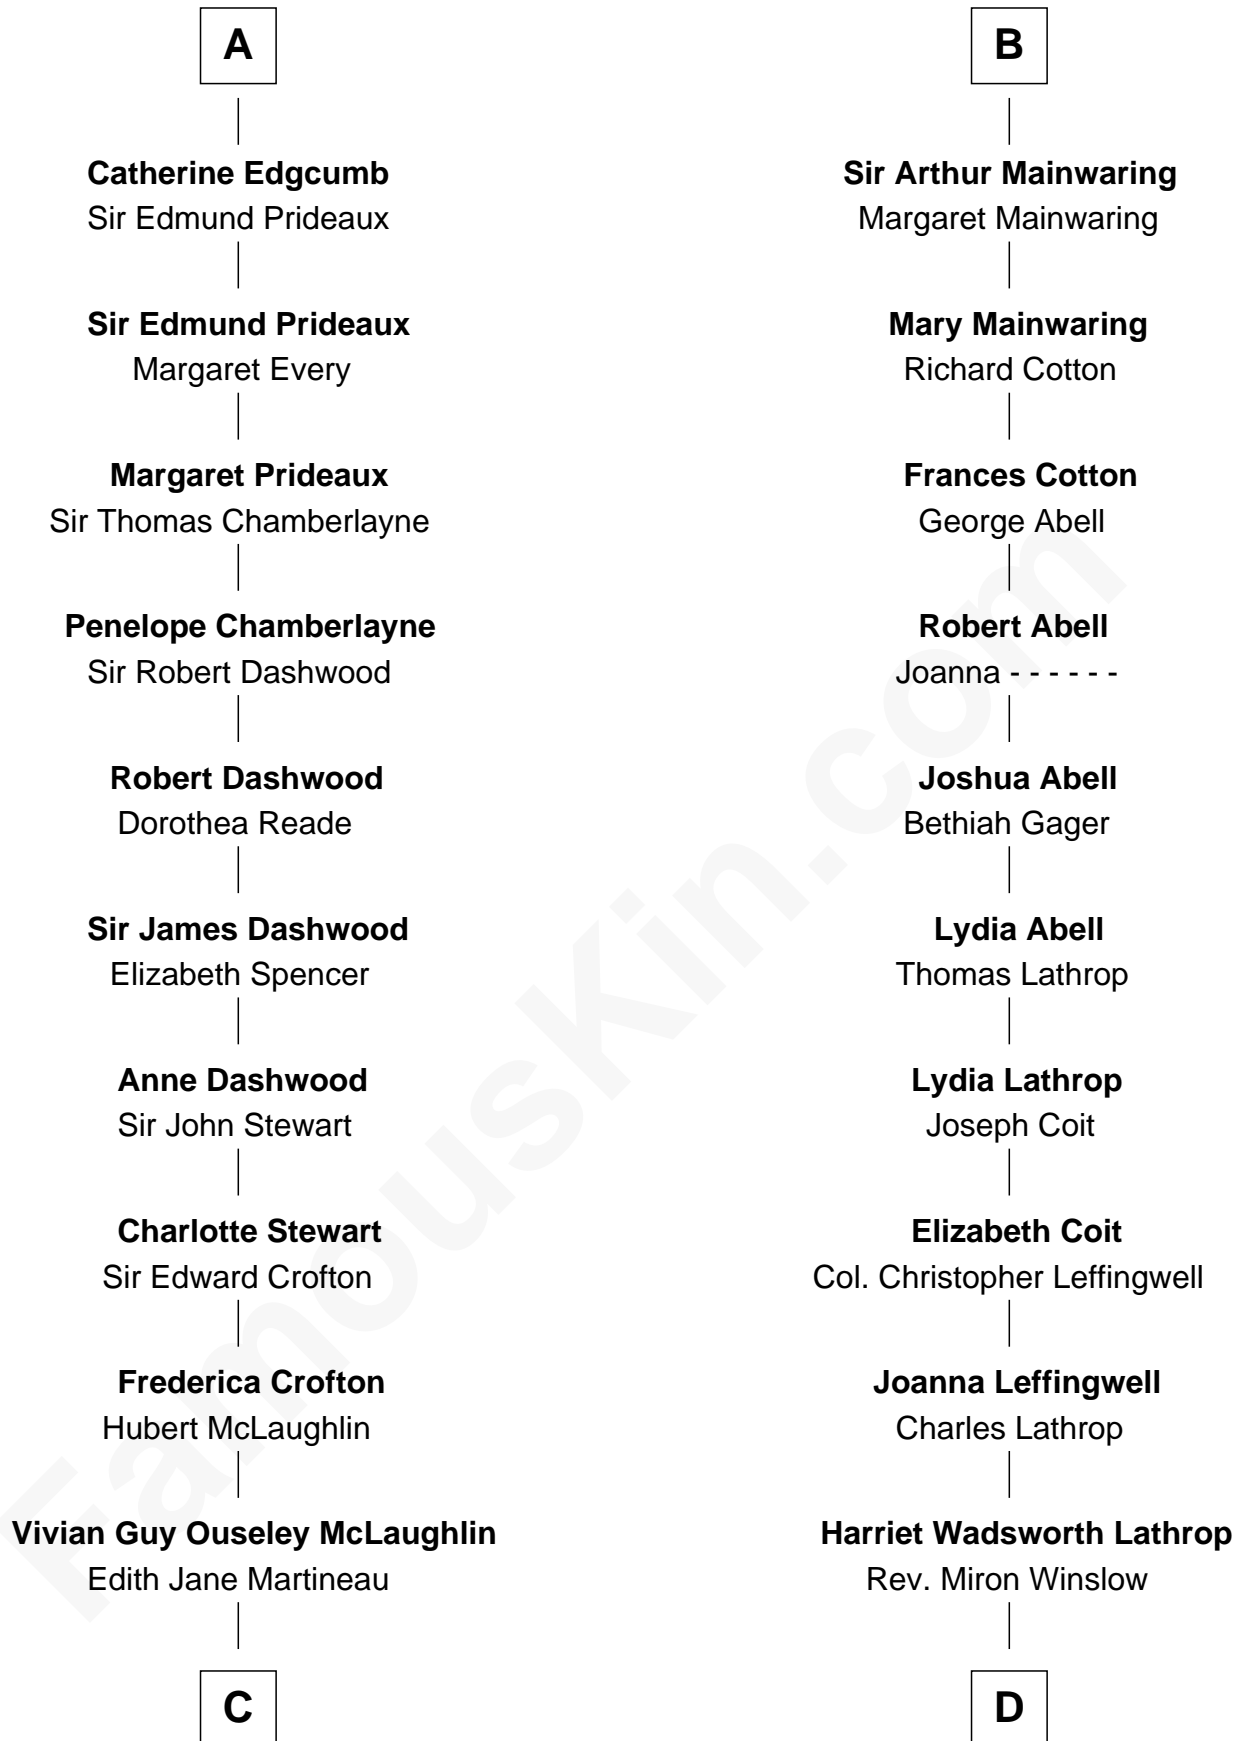 A
Catherine Edgcumb
Sir Edmund Prideaux
Sir Edmund Prideaux
Margaret Every
Margaret Prideaux
Sir Thomas Chamberlayne
Penelope Chamberlayne
Sir Robert Dashwood
Robert Dashwood
Dorothea Reade
Sir James Dashwood
Elizabeth Spencer
Anne Dashwood
Sir John Stewart
Charlotte Stewart
Sir Edward Crofton
Frederica Crofton
Hubert McLaughlin
Vivian Guy Ouseley McLaughlin
Edith Jane Martineau
C
B
Sir Arthur Mainwaring
Margaret Mainwaring
Mary Mainwaring
Richard Cotton
Frances Cotton
George Abell
Robert Abell
Joanna - - - - - -
Joshua Abell
Bethiah Gager
Lydia Abell
Thomas Lathrop
Lydia Lathrop
Joseph Coit
Elizabeth Coit
Col. Christopher Leffingwell
Joanna Leffingwell
Charles Lathrop
Harriet Wadsworth Lathrop
Rev. Miron Winslow
D
FamousKin.com